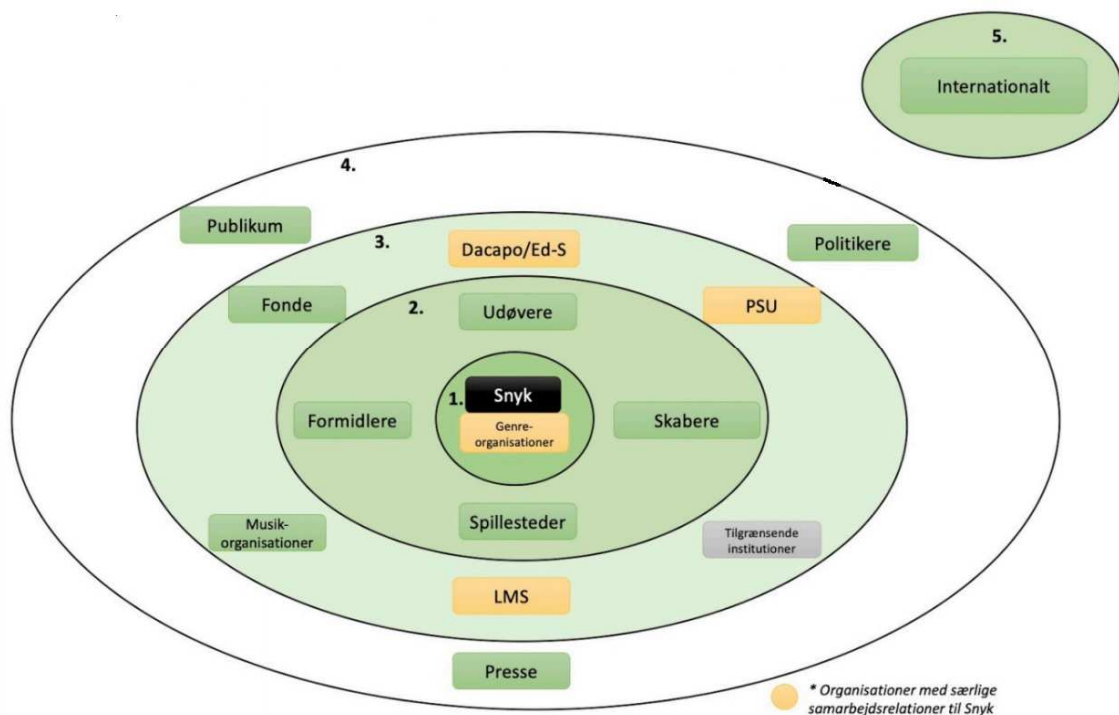 5.
Internationalt
4.
Publikum
Politikere
3.
Dacapo/Ed-S
Fonde
PSU
2.
Udøvere
1.
Snyk
Genre-
organisationer
Formidlere
Skabere
Spillesteder
Musik-
organisationer
Tilgrænsende
institutioner
LMS
Presse
* Organisationer med særlige
samarbejdsrelationer til Snyk